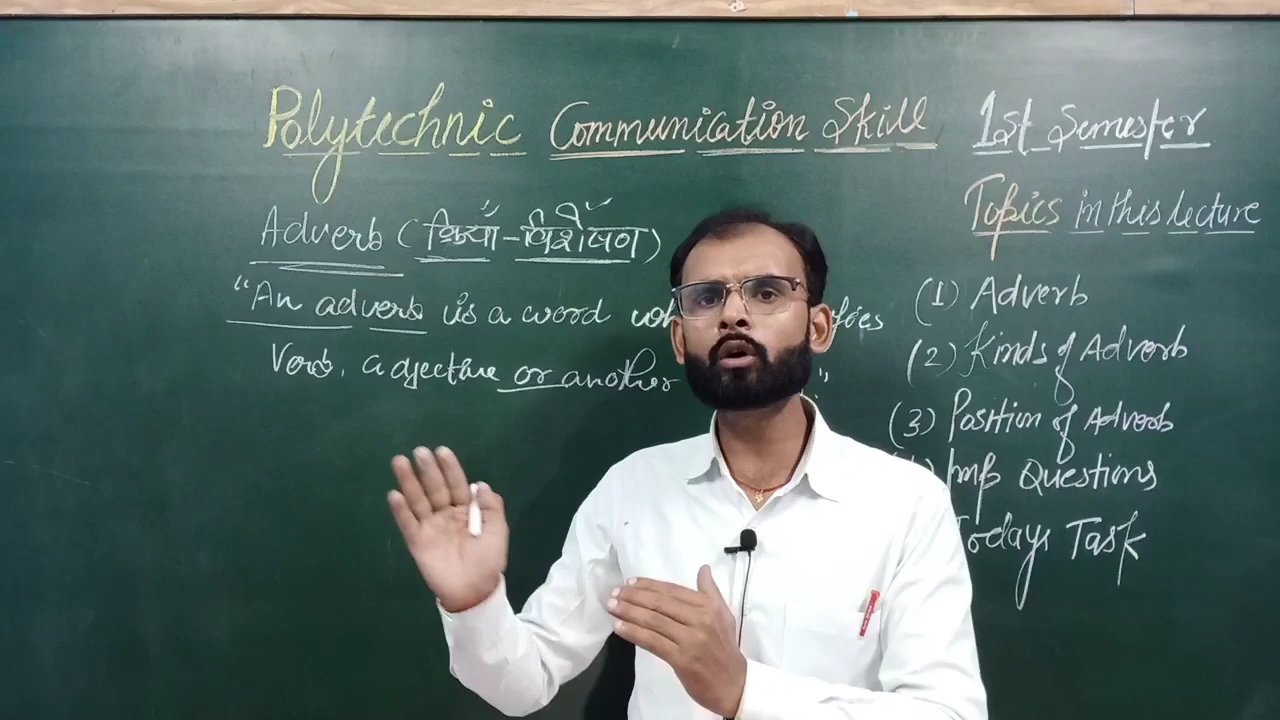 Polytechnic Communication Skill 1st Semester
Adverb (क्रिया-विशेषण)
"An adverb is a word
Verb, adjective or another
Topics in this lecture
(1) Adverb
(2) Kinds of Adverb
(3) Position of Adverb
Imp Questions
Todays Task